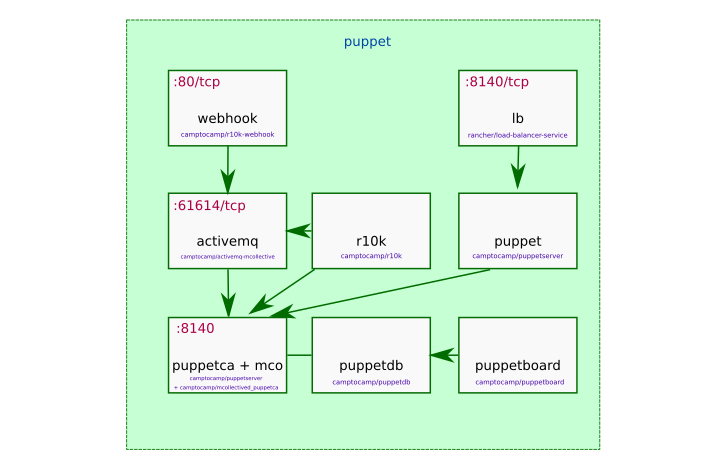 puppet
:80/tcp
webhook
camptocamp/r10k-webhook
:8140/tcp
lb
rancher/load-balancer-service
:61614/tcp
activemq
camptocamp/activemq-mcollective
r10k
camptocamp/r10k
puppet
camptocamp/puppetserver
:8140
puppetca + mco
camptocamp/puppetserver
+ camptocamp/mcollectived_puppetca
puppetdb
camptocamp/puppetdb
puppetboard
camptocamp/puppetboard